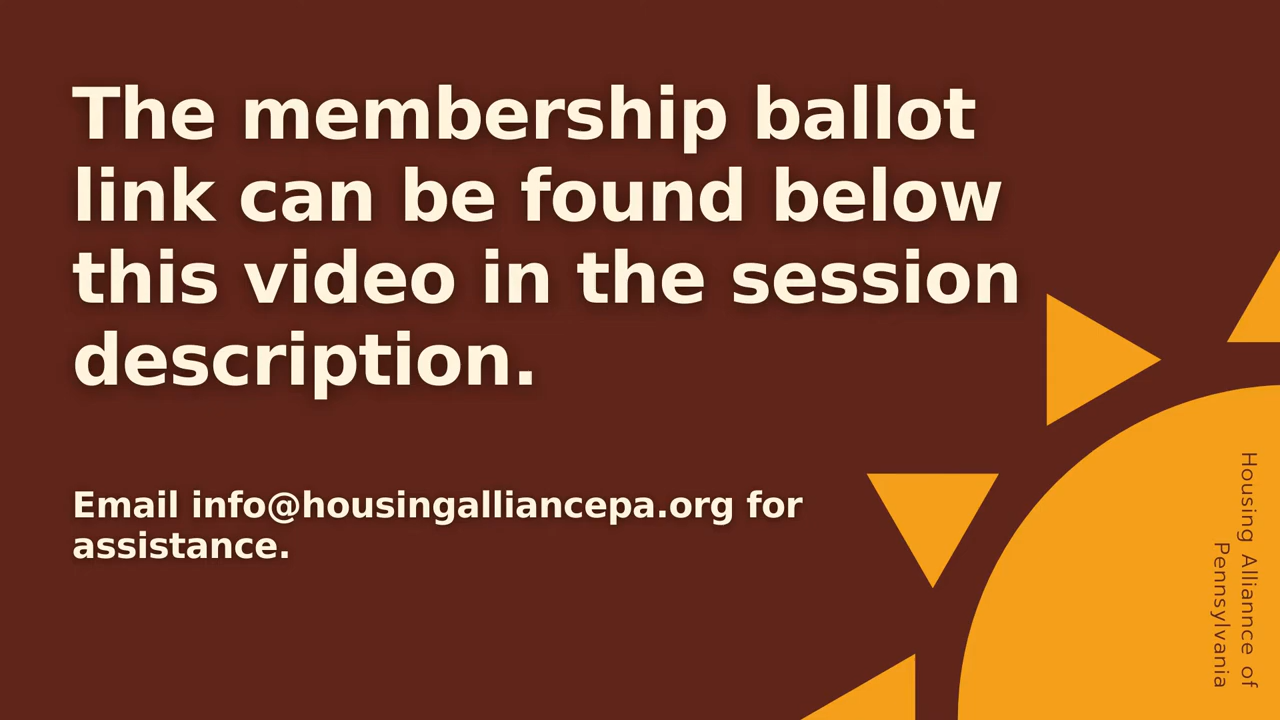 The membership ballot
link can be found below
this video in the session
description.
Email info@housingalliancepa.org for
assistance.
Housing Alliannce of
Pennsylvania